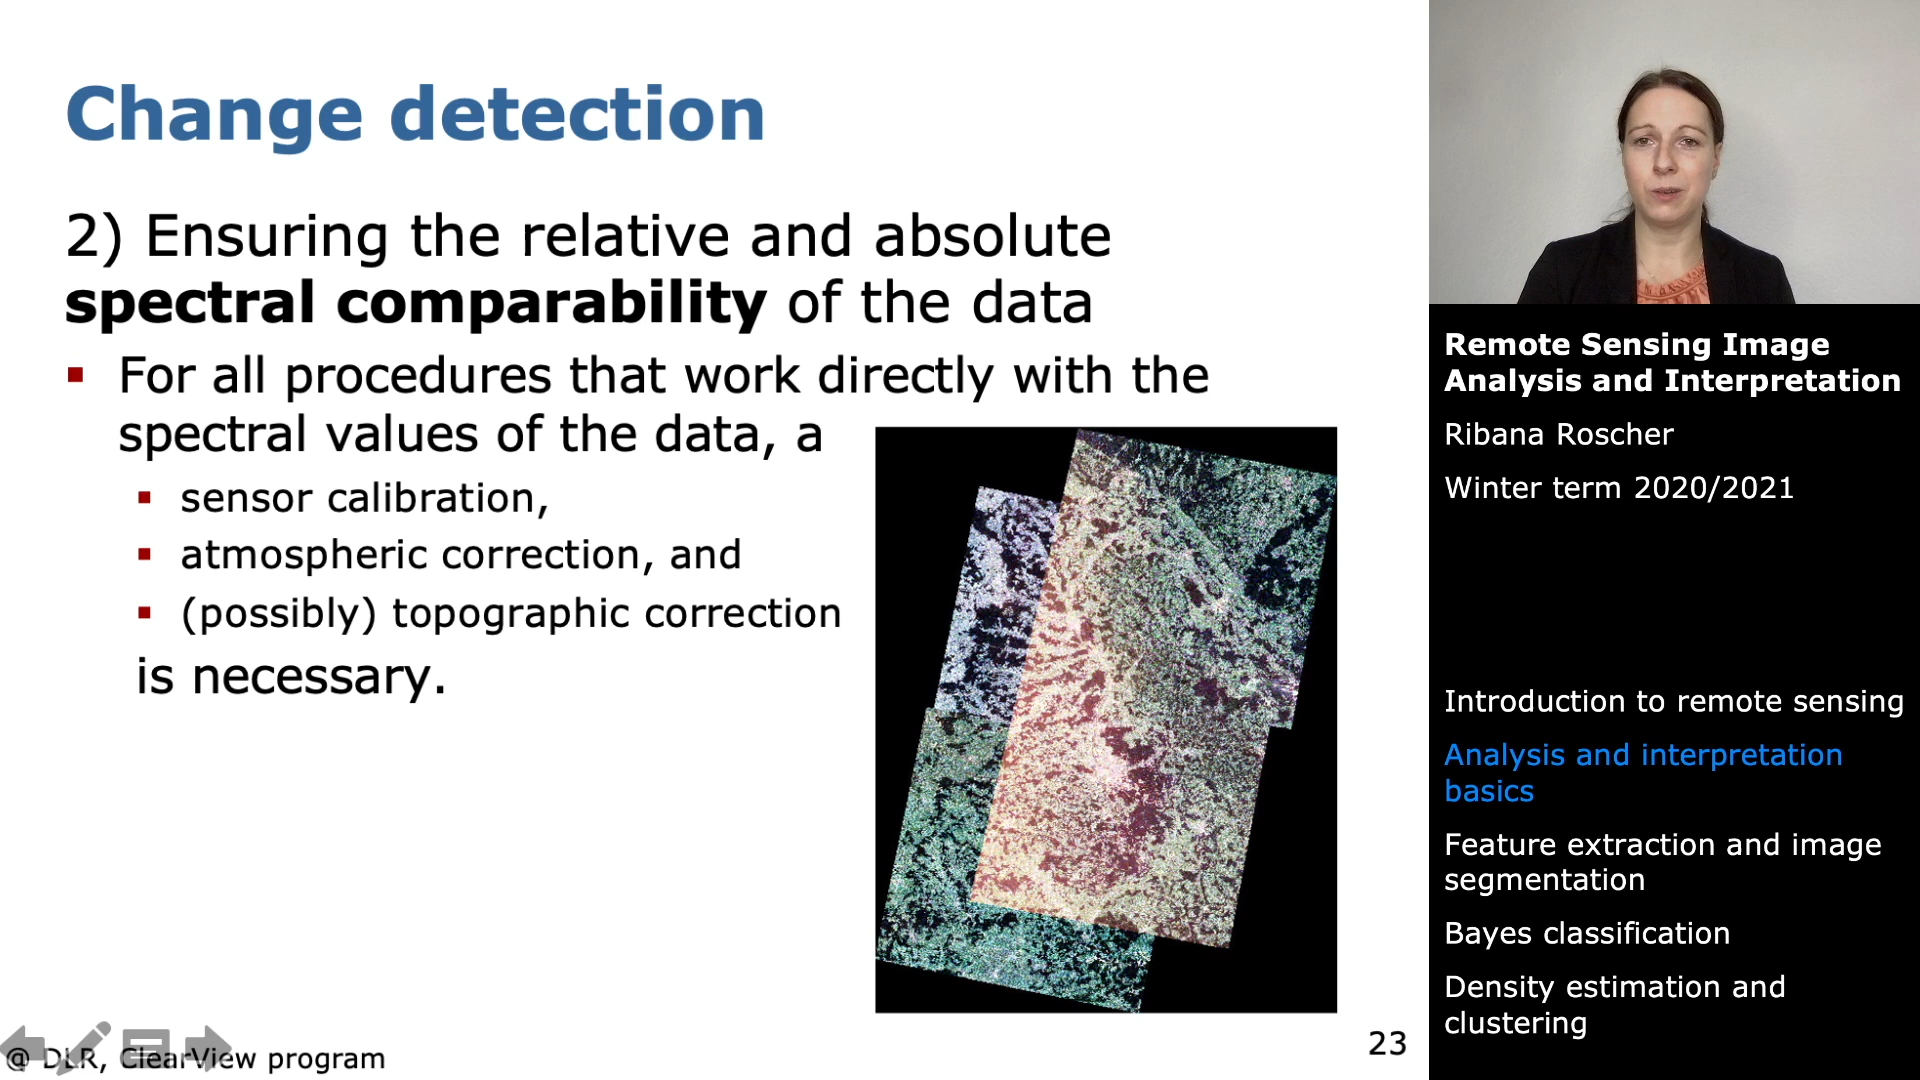 Change detection
2) Ensuring the relative and absolute
spectral comparability of the data
For all procedures that work directly with the
spectral values of the data, a
sensor calibration,
atmospheric correction, and
(possibly) topographic correction
is necessary.
@ DLR, ClearView program
23
Remote Sensing Image
Analysis and Interpretation
Ribana Roscher
Winter term 2020/2021
Introduction to remote sensing
Analysis and interpretation
basics
Feature extraction and image
segmentation
Bayes classification
Density estimation and
clustering